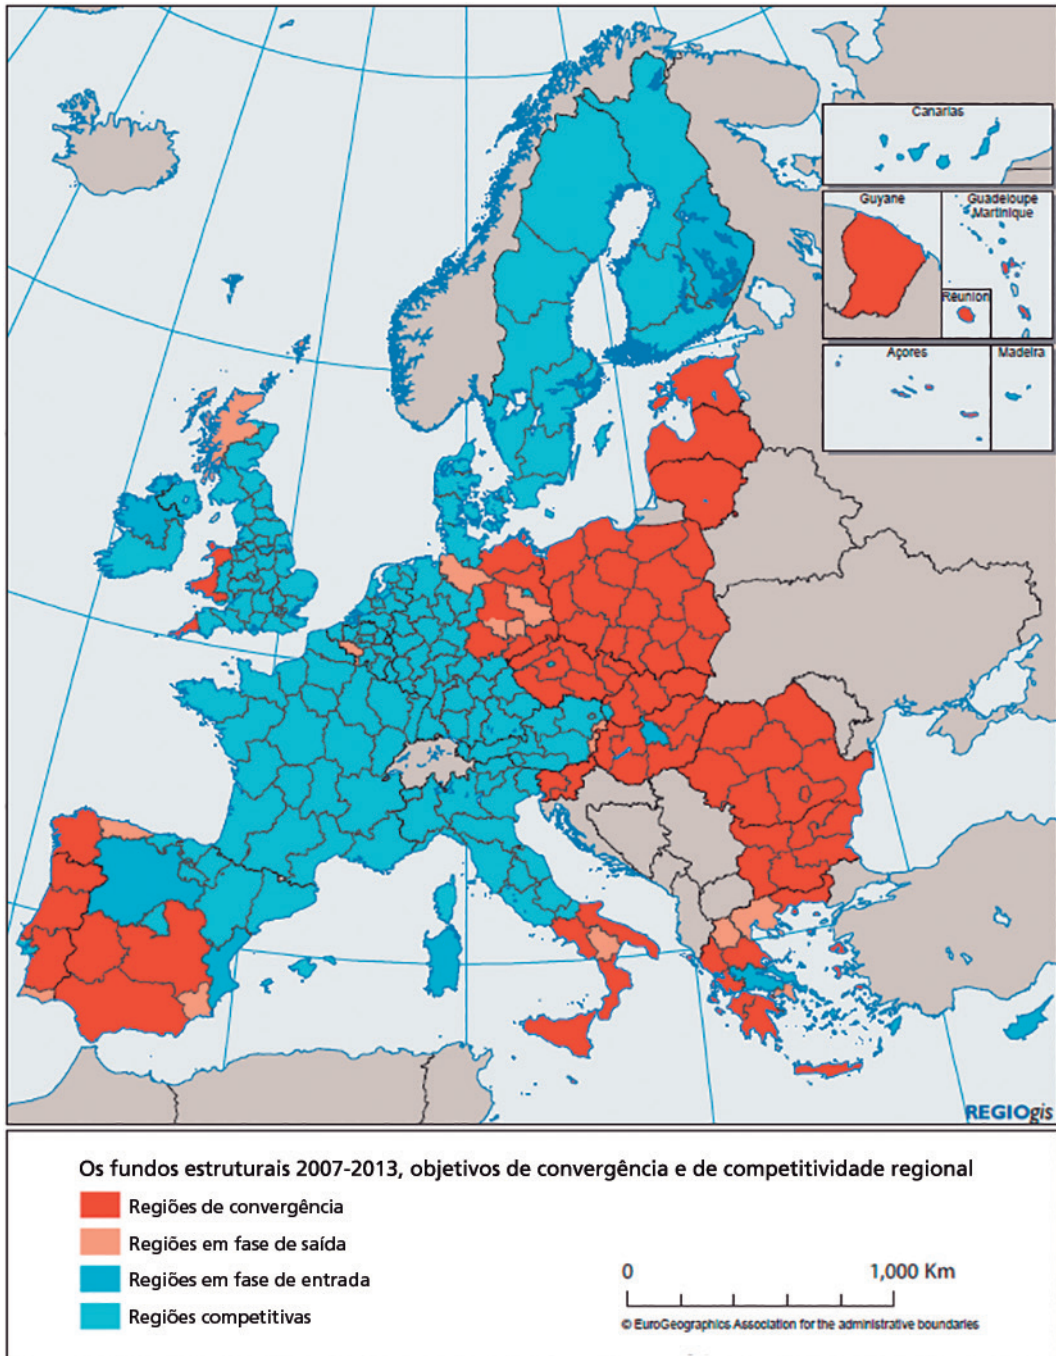 Canarias
Guyane
Guadeloupe
Martinique
Réunion
Açores
Madeira
REGIOgis
Os fundos estruturais 2007-2013, objetivos de convergência e de competitividade regional
Regiões de convergência
Regiões em fase de saída
Regiões em fase de entrada
Regiões competitivas
0 1,000 Km
© EuroGeographics Association for the administrative boundaries